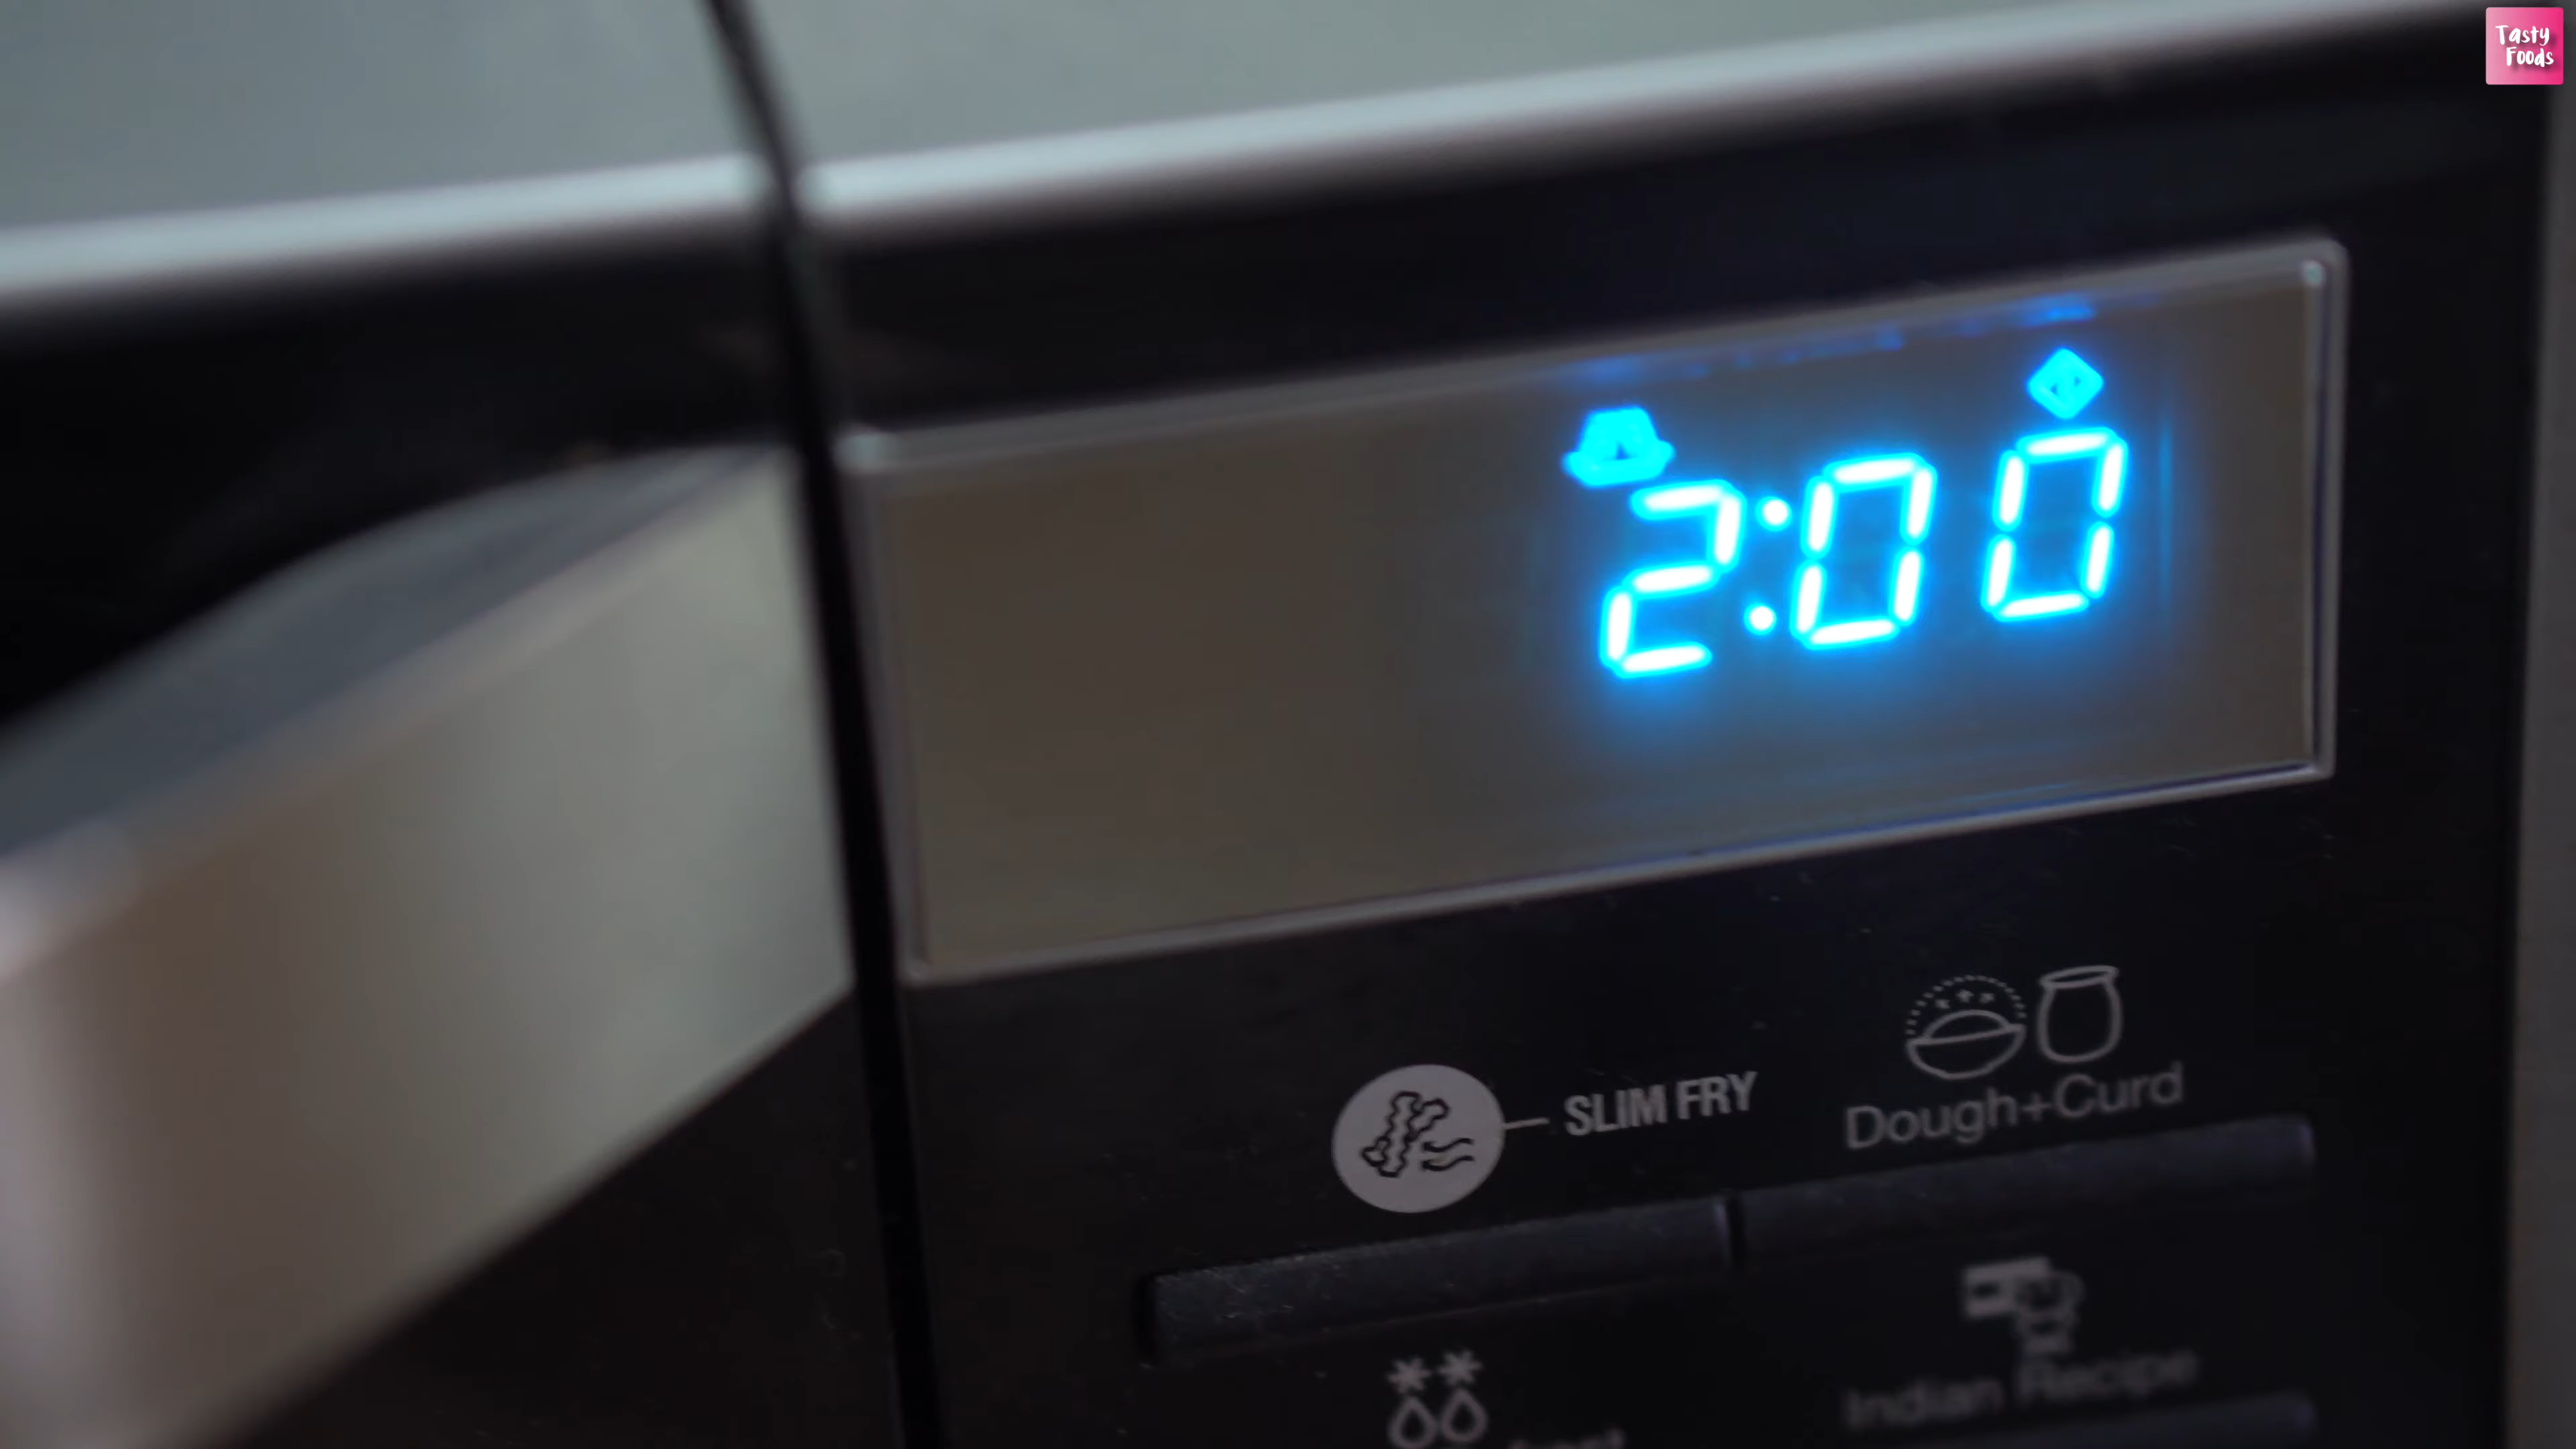 Tasty
Foods
2:00
SLIM FRY
Dough+Curd
Indian Recipe